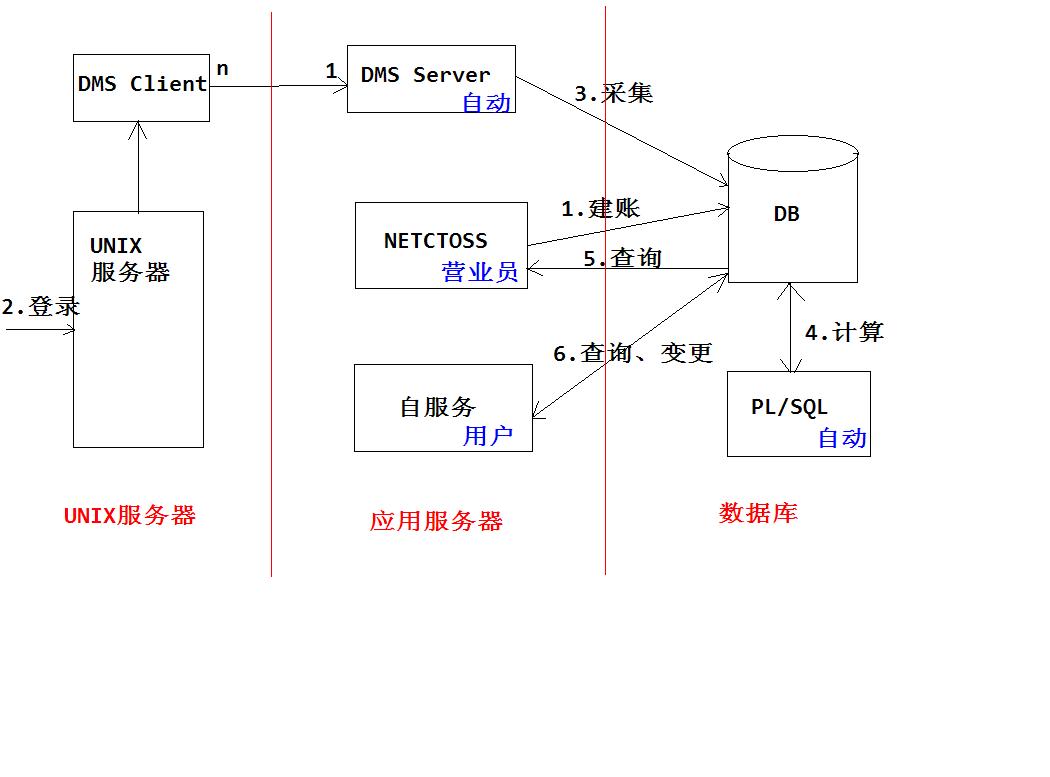 DMS Client
n
1
DMS Server
自动
3.采集
UNIX
服务器
2.登录
NETCTOSS
营业员
1.建账
5.查询
DB
6.查询、变更
4.计算
自服务
用户
PL/SQL
自动
UNIX服务器
应用服务器
数据库